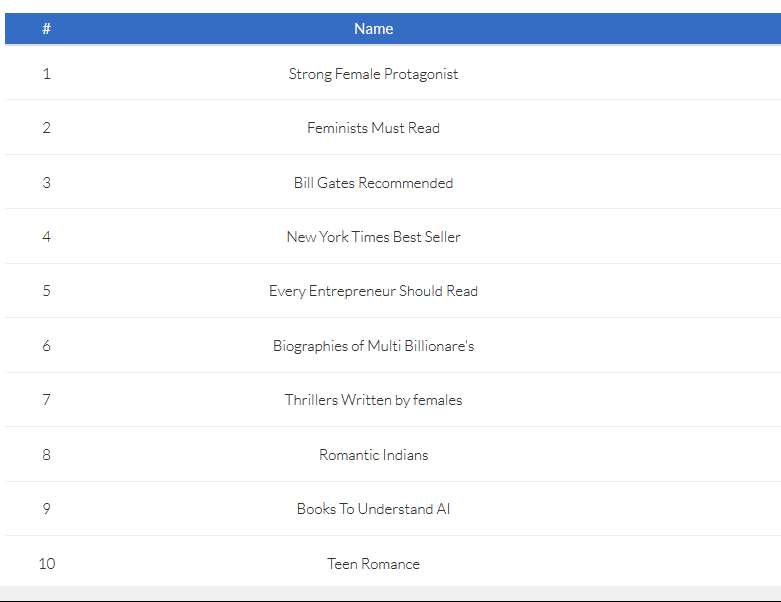 # Name
1 Strong Female Protagonist
2 Feminists Must Read
3 Bill Gates Recommended
4 New York Times Best Seller
5 Every Entrepreneur Should Read
6 Biographies of Multi Billionare's
7 Thrillers Written by females
8 Romantic Indians
9 Books To Understand AI
10 Teen Romance